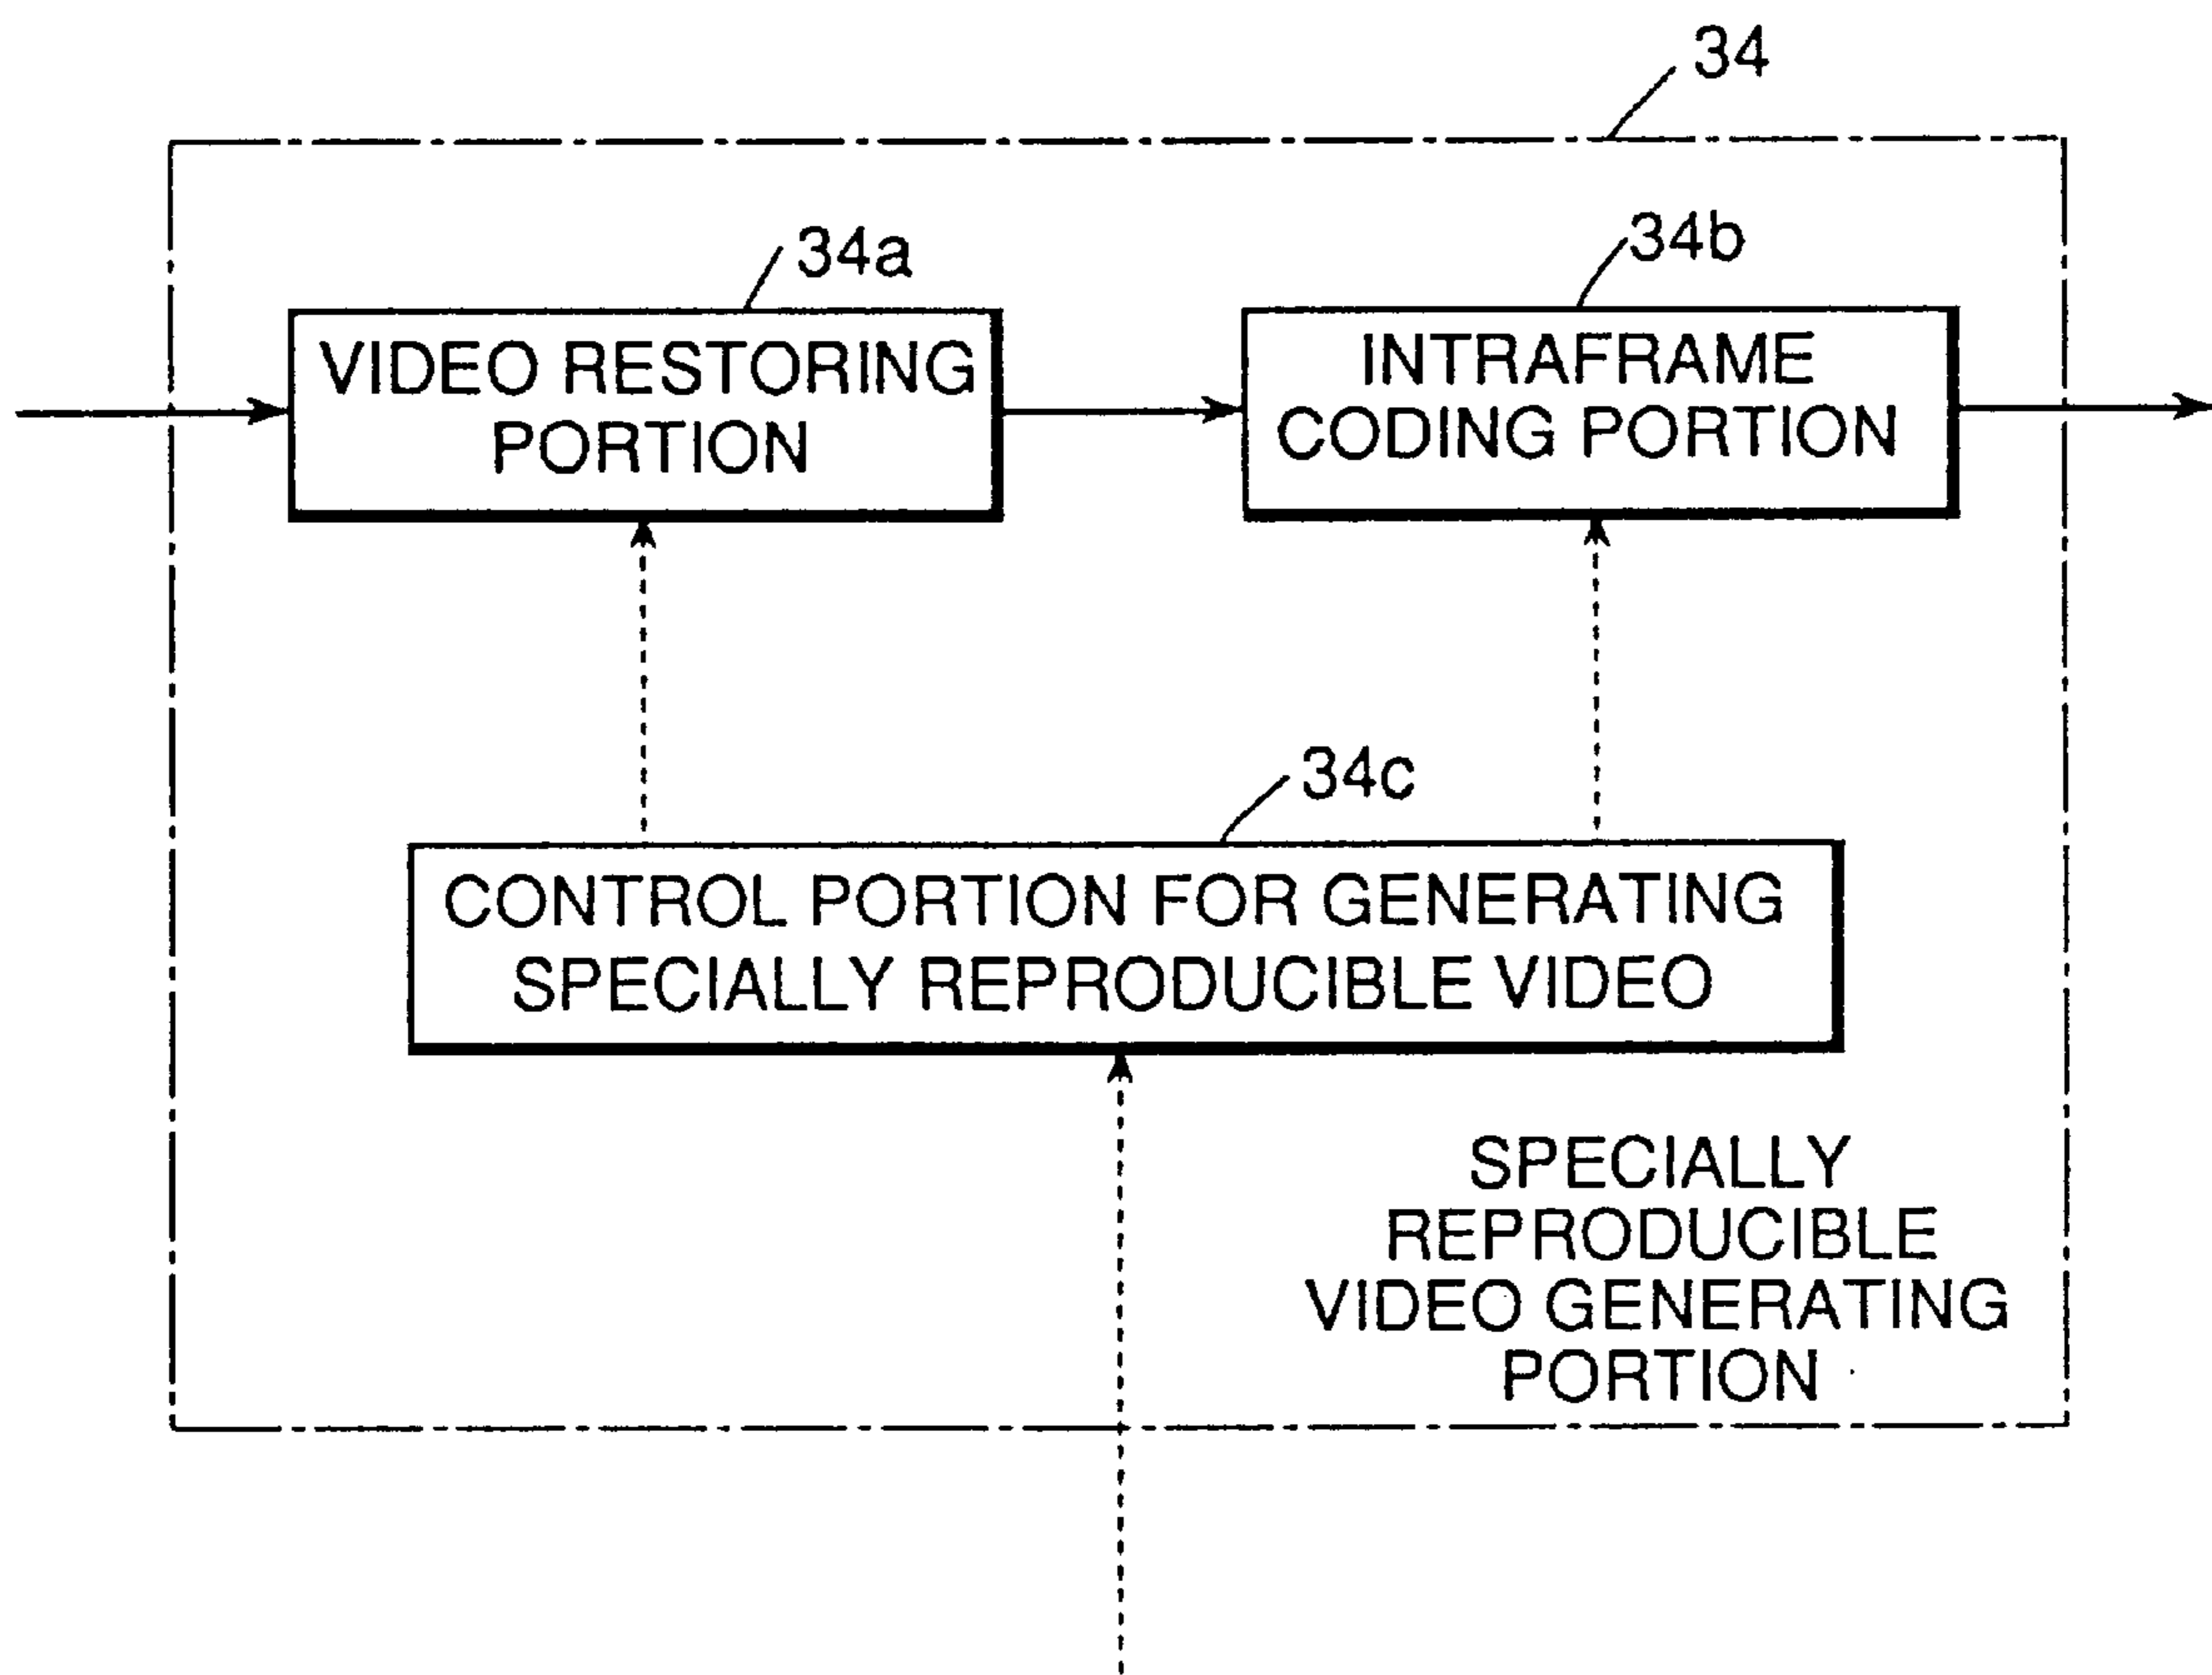 34
34a
VIDEO RESTORING
PORTION
34b
INTRAFRAME
CODING PORTION
34c
CONTROL PORTION FOR GENERATING
SPECIALLY REPRODUCIBLE VIDEO
SPECIALLY
REPRODUCIBLE
VIDEO GENERATING
PORTION